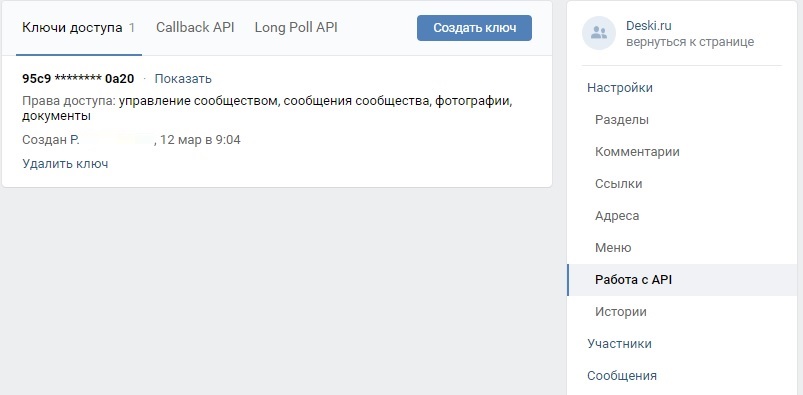 Ключи доступа 1 Callback API Long Poll API Создать ключ
95c9 ******** 0a20 · Показать
Права доступа: управление сообществом, сообщения сообщества, фотографии,
документы
Создан Р. , 12 мар в 9:04
Удалить ключ
Deski.ru
вернуться к странице
Настройки
Разделы
Комментарии
Ссылки
Адреса
Меню
Работа с API
Истории
Участники
Сообщения